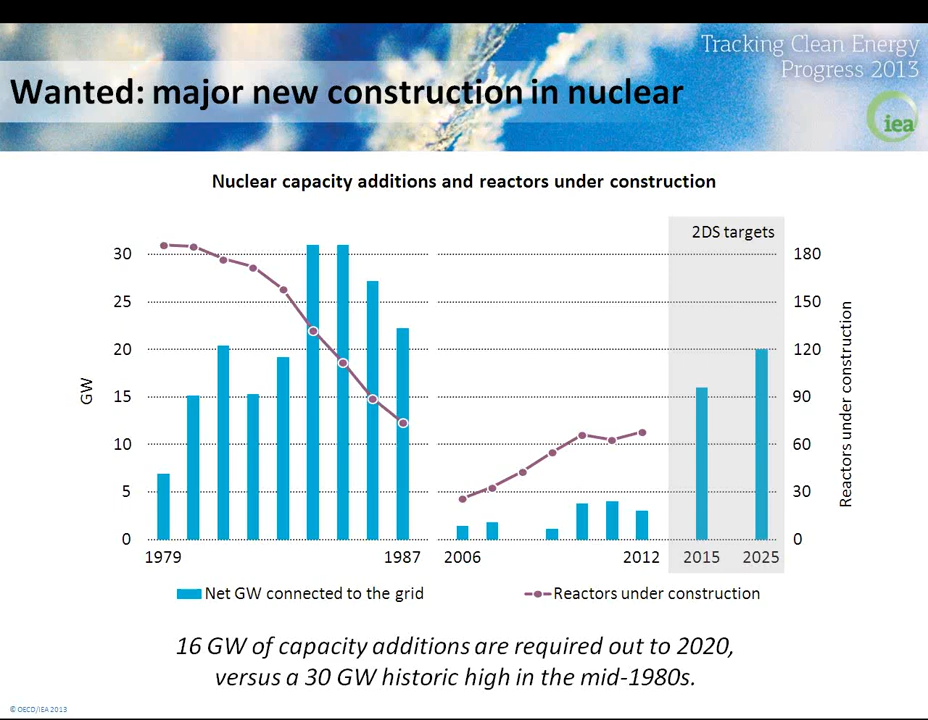 Tracking Clean Energy
Progress 2013
Wanted: major new construction in nuclear
iea
Nuclear capacity additions and reactors under construction
2DS targets
30
25
20
15
10
5
0
GW
180
150
120
90
60
30
0
Reactors under construction
1979 1987 2006 2012 2015 2025
Net GW connected to the grid Reactors under construction
16 GW of capacity additions are required out to 2020,
versus a 30 GW historic high in the mid-1980s.
© OECD/IEA 2013